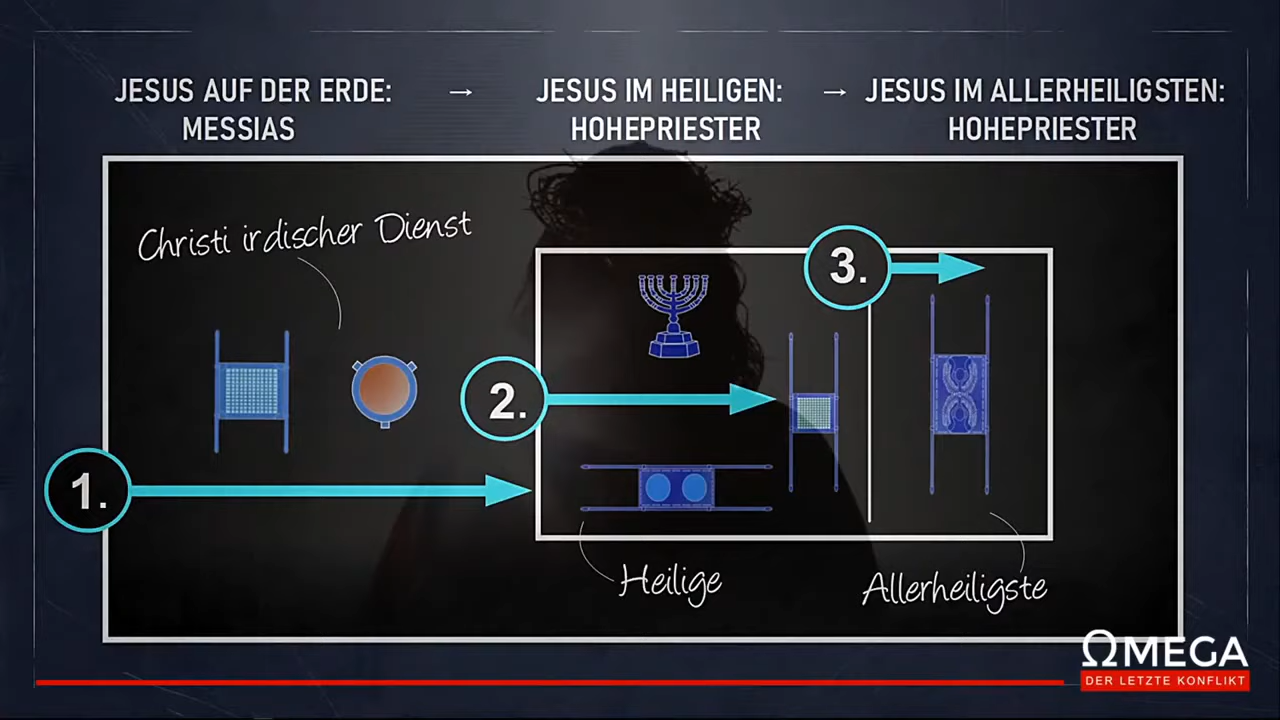 JESUS AUF DER ERDE:
MESSIAS
→
JESUS IM HEILIGEN:
HOHEPRIESTER
→
JESUS IM ALLERHEILIGSTEN:
HOHEPRIESTER
Christi irdischer Dienst
3.
2.
1.
Heilige
Allerheiligste
ΩMEGA
DER LETZTE KONFLIKT